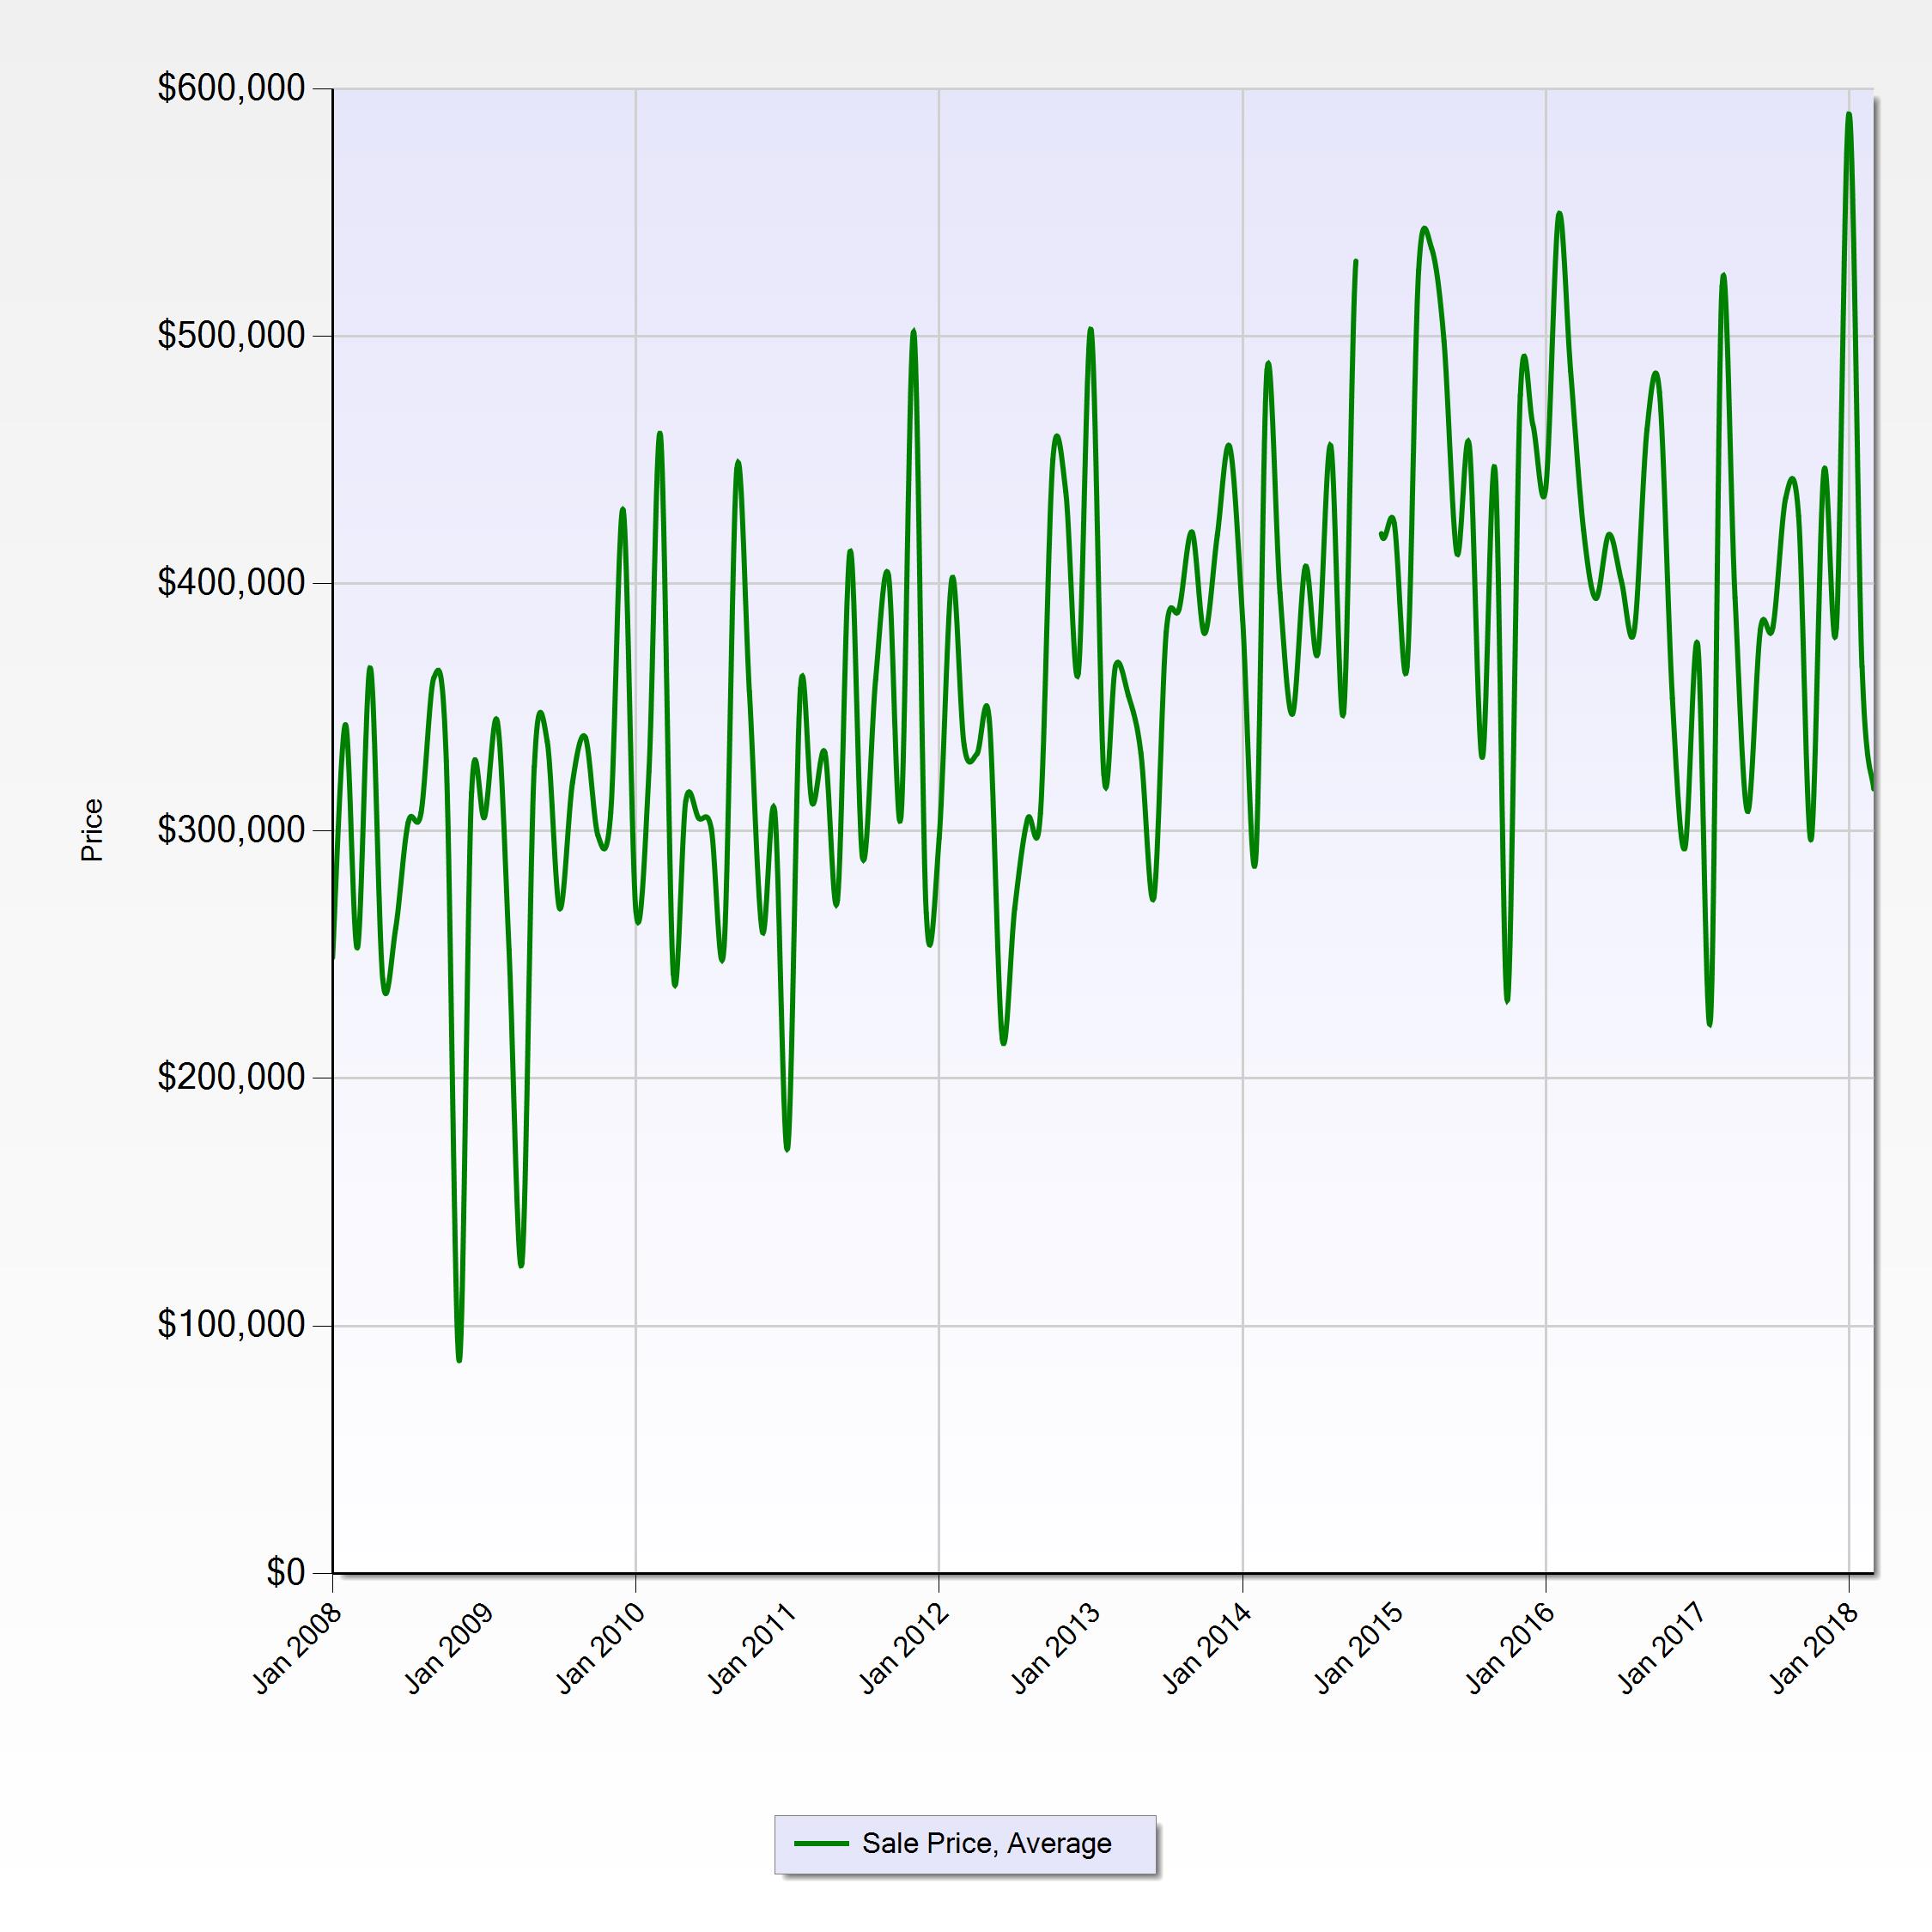 $600,000
$500,000
$400,000
$300,000
$200,000
$100,000
$0
Price
Jan 2008
Jan 2009
Jan 2010
Jan 2011
Jan 2012
Jan 2013
Jan 2014
Jan 2015
Jan 2016
Jan 2017
Jan 2018
Sale Price, Average